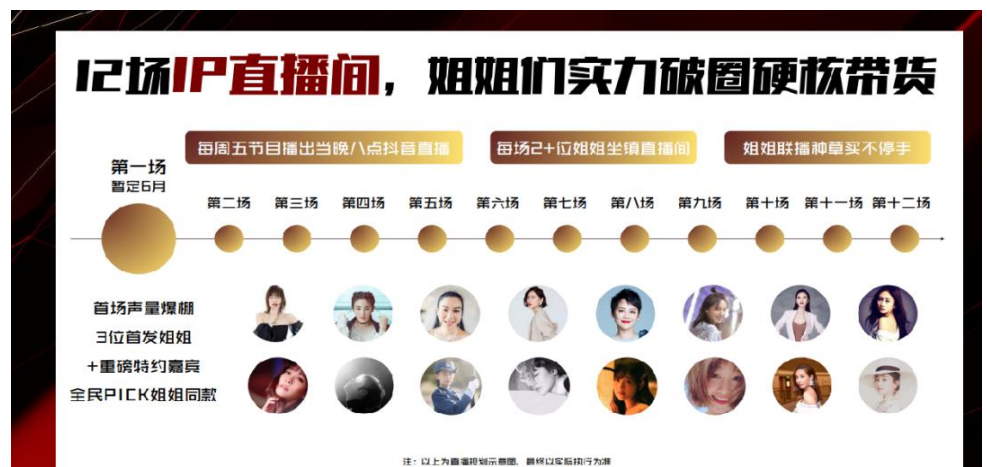 12场IP直播间，姐姐们实力破圈硬核带货
每周五节目播出当晚八点抖音直播
每场2+位姐姐坐镇直播间
姐姐联播种草买不停手
第一场
暂定6月
第二场 第三场 第四场 第五场 第六场 第七场 第八场 第九场 第十场 第十一场 第十二场
首场声量爆棚
3位首发姐姐
+重磅特约嘉宾
全民PICK姐姐同款
注：以上为直播规划示意图，最终以实际执行为准